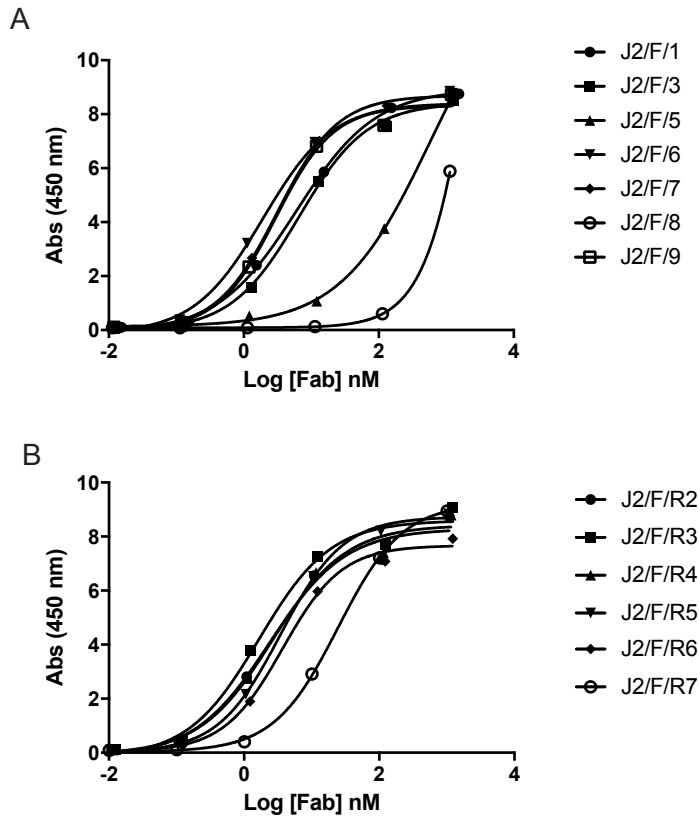 A
10
8
6
4
2
0
Abs (450 nm)
-2
0
2
4
Log [Fab] nM
J2/F/1
J2/F/3
J2/F/5
J2/F/6
J2/F/7
J2/F/8
J2/F/9
B
10
8
6
4
2
0
Abs (450 nm)
-2
0
2
4
Log [Fab] nM
J2/F/R2
J2/F/R3
J2/F/R4
J2/F/R5
J2/F/R6
J2/F/R7